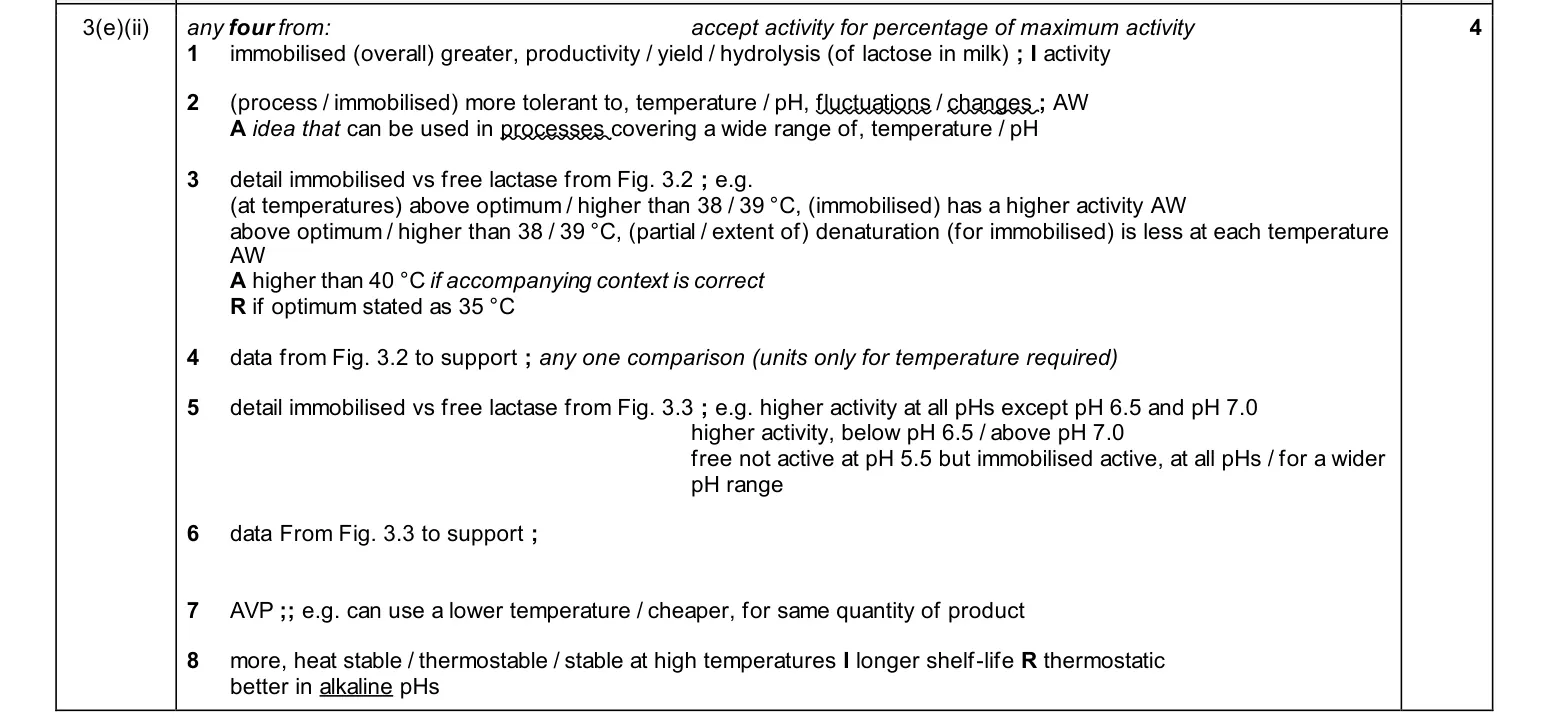 3(e)(ii) any four from: accept activity for percentage of maximum activity 4
1 immobilised (overall) greater, productivity / yield / hydrolysis (of lactose in milk) ; I activity
2 (process / immobilised) more tolerant to, temperature / pH, fluctuations / changes ; AW
A idea that can be used in processes covering a wide range of, temperature / pH
3 detail immobilised vs free lactase from Fig. 3.2 ; e.g.
(at temperatures) above optimum / higher than 38 / 39 °C, (immobilised) has a higher activity AW
above optimum / higher than 38 / 39 °C, (partial / extent of) denaturation (for immobilised) is less at each temperature
AW
A higher than 40 °C if accompanying context is correct
R if optimum stated as 35 °C
4 data from Fig. 3.2 to support ; any one comparison (units only for temperature required)
5 detail immobilised vs free lactase from Fig. 3.3 ; e.g. higher activity at all pHs except pH 6.5 and pH 7.0
higher activity, below pH 6.5 / above pH 7.0
free not active at pH 5.5 but immobilised active, at all pHs / for a wider
pH range
6 data From Fig. 3.3 to support ;
7 AVP ;; e.g. can use a lower temperature / cheaper, for same quantity of product
8 more, heat stable / thermostable / stable at high temperatures I longer shelf-life R thermostatic
better in alkaline pHs